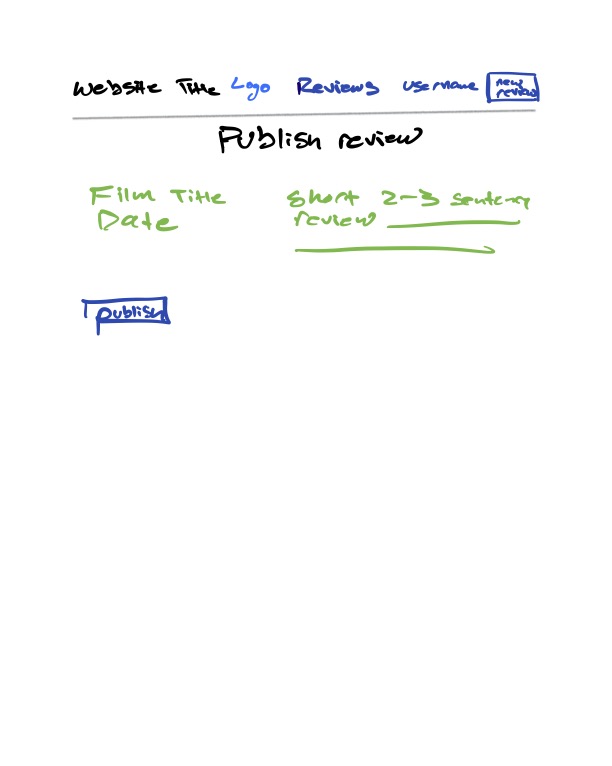 Website Title Logo Reviews username new review
Publish review
Film Title
Date
Short 2-3 sentence
review
publish